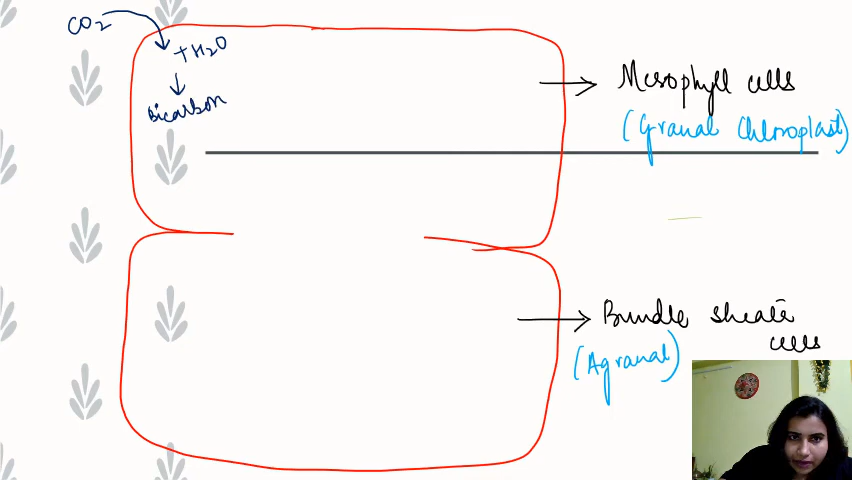 CO2
+H2O
Bicarbon
Mesophyll cells
(Granal Chloroplast)
Bundle sheath
cells
(Agranal)